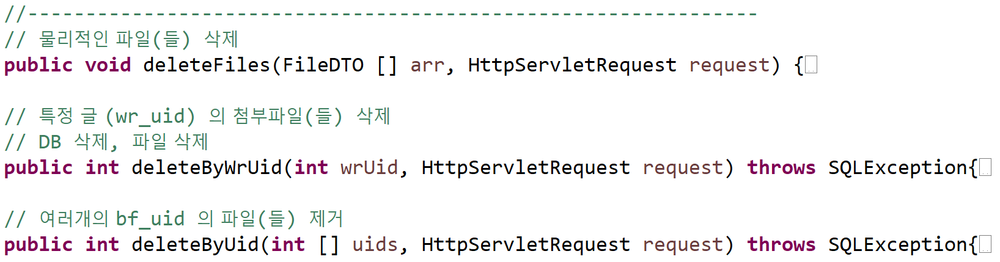 //---------------------------------------------------------------
// 물리적인 파일(들) 삭제
public void deleteFiles(FileDTO [] arr, HttpServletRequest request) {
// 특정 글 (wr_uid) 의 첨부파일(들) 삭제
// DB 삭제, 파일 삭제
public int deleteByWrUid(int wrUid, HttpServletRequest request) throws SQLException{
// 여러개의 bf_uid 의 파일(들) 제거
public int deleteByUid(int [] uids, HttpServletRequest request) throws SQLException{